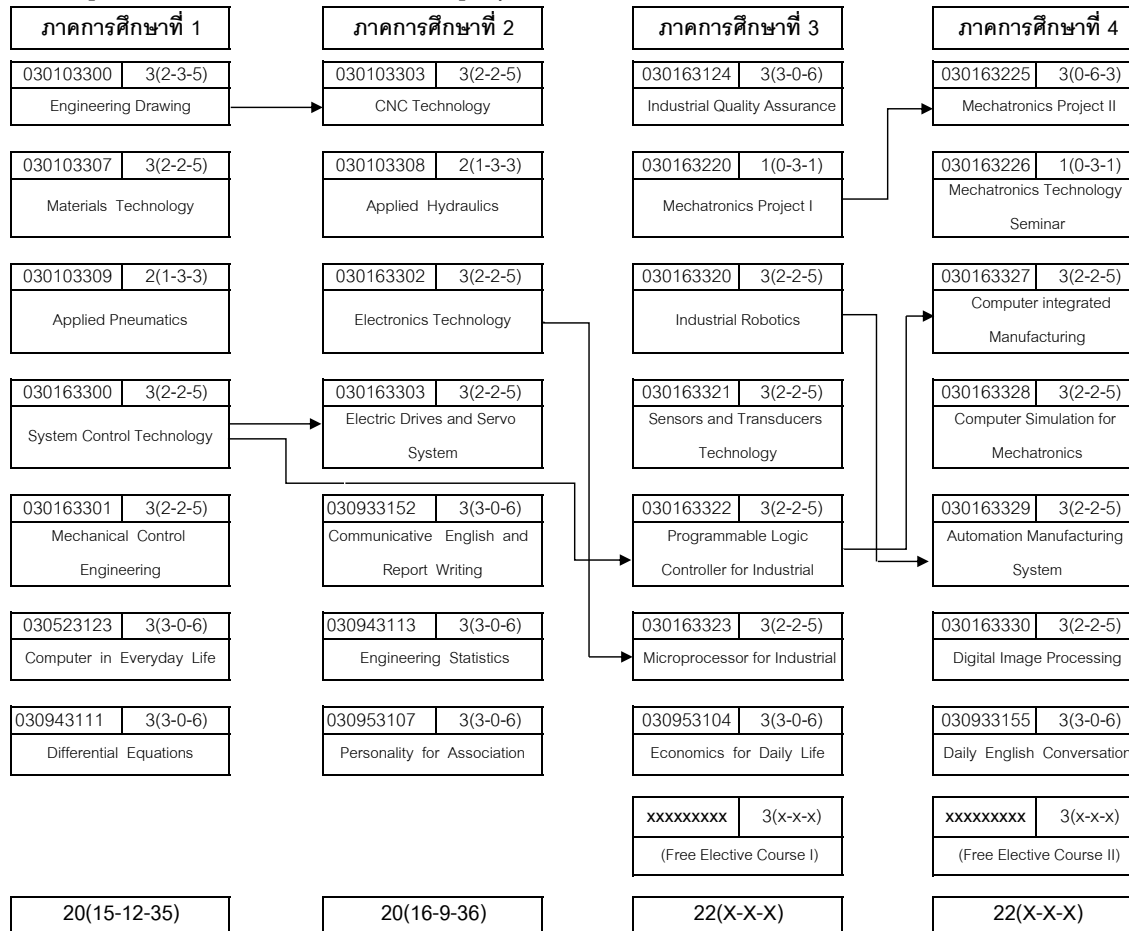 ภาคการศึกษาที่ 1
ภาคการศึกษาที่ 2
ภาคการศึกษาที่ 3
ภาคการศึกษาที่ 4
030103300 3(2-3-5)
Engineering Drawing
030103303 3(2-2-5)
CNC Technology
030163124 3(3-0-6)
Industrial Quality Assurance
030163225 3(0-6-3)
Mechatronics Project II
030103307 3(2-2-5)
Materials Technology
030103308 2(1-3-3)
Applied Hydraulics
030163220 1(0-3-1)
Mechatronics Project I
030163226 1(0-3-1)
Mechatronics Technology
Seminar
030103309 2(1-3-3)
Applied Pneumatics
030163302 3(2-2-5)
Electronics Technology
030163320 3(2-2-5)
Industrial Robotics
030163327 3(2-2-5)
Computer integrated
Manufacturing
030163300 3(2-2-5)
System Control Technology
030163303 3(2-2-5)
Electric Drives and Servo
System
030163321 3(2-2-5)
Sensors and Transducers
Technology
030163328 3(2-2-5)
Computer Simulation for
Mechatronics
030163301 3(2-2-5)
Mechanical Control
Engineering
030933152 3(3-0-6)
Communicative English and
Report Writing
030163322 3(2-2-5)
Programmable Logic
Controller for Industrial
030163329 3(2-2-5)
Automation Manufacturing
System
030523123 3(3-0-6)
Computer in Everyday Life
030943113 3(3-0-6)
Engineering Statistics
030163323 3(2-2-5)
Microprocessor for Industrial
030163330 3(2-2-5)
Digital Image Processing
030943111 3(3-0-6)
Differential Equations
030953107 3(3-0-6)
Personality for Association
030953104 3(3-0-6)
Economics for Daily Life
030933155 3(3-0-6)
Daily English Conversation
xxxxxxxxx 3(x-x-x)
(Free Elective Course I)
xxxxxxxxx 3(x-x-x)
(Free Elective Course II)
20(15-12-35)
20(16-9-36)
22(X-X-X)
22(X-X-X)